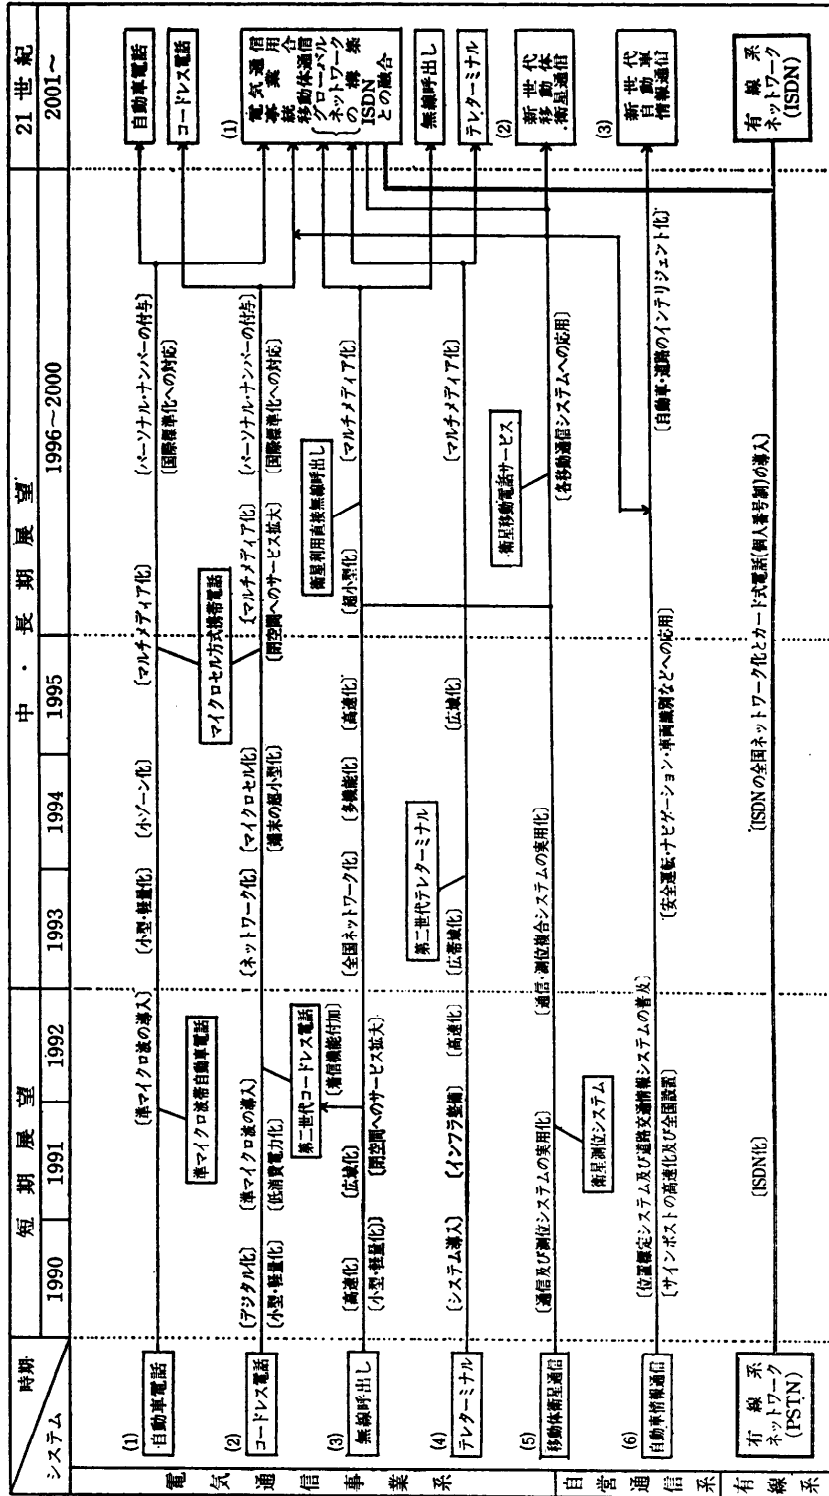 時期
システム
短期展望
中・長期展望
21世紀
1990
1991
1992
1993
1994
1995
1996～2000
2001～
電気通信事業系
自営通信系
有線系
(1)
自動車電話
〔準マイクロ波の導入〕
準マイクロ波帯自動車電話
〔小型・軽量化〕
〔小ゾーン化〕
〔マルチメディア化〕
マイクロセル方式携帯電話
〔パーソナル・ナンバーの付与〕
〔国際標準化への対応〕
自動車電話
(2)
コードレス電話
〔デジタル化〕
〔小型・軽量化〕
〔準マイクロ波の導入〕
〔低消費電力化〕
第二世代コードレス電話
〔ネットワーク化〕
〔マイクロセル化〕
〔端末の超小型化〕
〔マルチメディア化〕
〔閉空間へのサービス拡大〕
〔パーソナル・ナンバーの付与〕
〔国際標準化への対応〕
コードレス電話
(3)
無線呼出し
〔高速化〕
〔小型・軽量化〕
〔広域化〕
〔閉空間へのサービス拡大〕
〔着信機能付加〕
〔全国ネットワーク化〕
〔多機能化〕
〔高速化〕
〔超小型化〕
衛星利用直接無線呼出し
〔マルチメディア化〕
(1)
電気通信
事業用
統合
移動体通信
グローバル
ネットワーク
の構築
ISDN
との融合
無線呼出し
(4)
テレターミナル
〔システム導入〕
〔インフラ整備〕
〔高速化〕
〔広帯域化〕
第二世代テレターミナル
〔広域化〕
〔マルチメディア化〕
テレターミナル
(5)
移動体衛星通信
〔通信及び測位システムの実用化〕
衛星測位システム
〔通信・測位複合システムの実用化〕
衛星移動電話サービス
〔各移動通信システムへの応用〕
(2)
新世代
移動体
衛星通信
(6)
自動車情報通信
〔位置標定システム及び道路交通情報システムの普及〕
〔サインポストの高速化及び全国設置〕
〔安全運転・ナビゲーション・車両識別などへの応用〕
〔自動車・道路のインテリジェント化〕
(3)
新世代
自動車
情報通信
有線系
ネットワーク
(PSTN)
〔ISDN化〕
〔ISDNの全国ネットワーク化とカード式電話(個人番号制)の導入〕
有線系
ネットワーク
(ISDN)